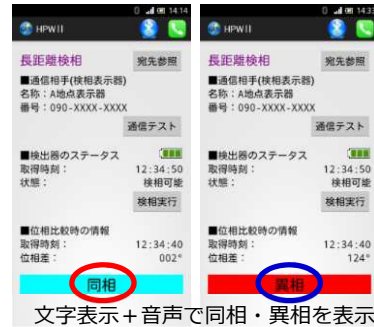 14:14
HPWII
長距離検相 宛先参照
■通信相手(検相表示器)
名称：A地点表示器
番号：090-XXXX-XXXX
通信テスト
■検出器のステータス
取得時刻： 12:34:50
状態： 検相可能
検相実行
■位相比較時の情報
取得時刻： 12:34:40
位相差： 002°
同相
14:33
HPWII
長距離検相 宛先参照
■通信相手(検相表示器)
名称：A地点表示器
番号：090-XXXX-XXXX
通信テスト
■検出器のステータス
取得時刻： 12:34:50
状態： 検相可能
検相実行
■位相比較時の情報
取得時刻： 12:34:40
位相差： 124°
異相
文字表示＋音声で同相・異相を表示